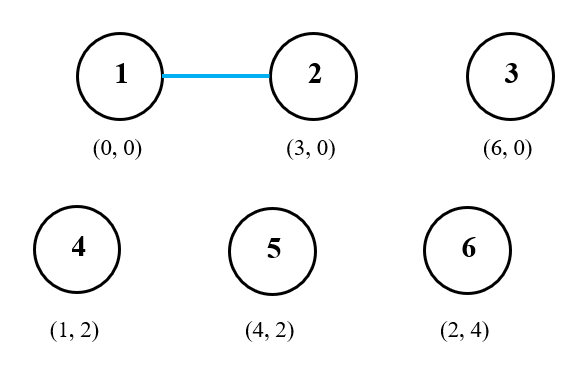 1 2 3
(0, 0) (3, 0) (6, 0)
4 5 6
(1, 2) (4, 2) (2, 4)